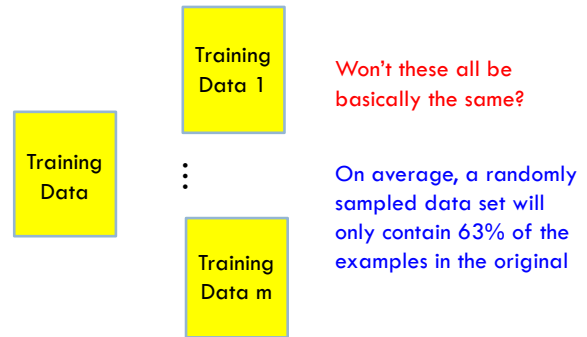 Training
Data
Training
Data 1
⋮
Training
Data m
Won't these all be
basically the same?
On average, a randomly
sampled data set will
only contain 63% of the
examples in the original